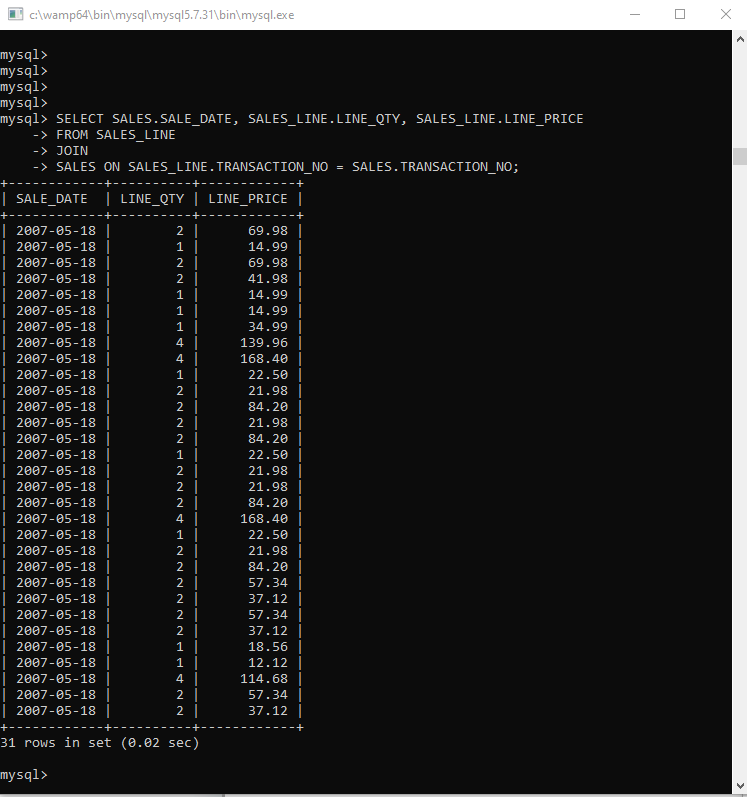 c:\wamp64\bin\mysql\mysql5.7.31\bin\mysql.exe
mysql>
mysql>
mysql>
mysql>
mysql> SELECT SALES.SALE_DATE, SALES_LINE.LINE_QTY, SALES_LINE.LINE_PRICE
    -> FROM SALES_LINE
    -> JOIN
    -> SALES ON SALES_LINE.TRANSACTION_NO = SALES.TRANSACTION_NO;
+------------+----------+------------+
| SALE_DATE  | LINE_QTY | LINE_PRICE |
+------------+----------+------------+
| 2007-05-18 |        2 |      69.98 |
| 2007-05-18 |        1 |      14.99 |
| 2007-05-18 |        2 |      69.98 |
| 2007-05-18 |        2 |      41.98 |
| 2007-05-18 |        1 |      14.99 |
| 2007-05-18 |        1 |      14.99 |
| 2007-05-18 |        1 |      34.99 |
| 2007-05-18 |        4 |     139.96 |
| 2007-05-18 |        4 |     168.40 |
| 2007-05-18 |        1 |      22.50 |
| 2007-05-18 |        2 |      21.98 |
| 2007-05-18 |        2 |      84.20 |
| 2007-05-18 |        2 |      21.98 |
| 2007-05-18 |        2 |      84.20 |
| 2007-05-18 |        1 |      22.50 |
| 2007-05-18 |        2 |      21.98 |
| 2007-05-18 |        2 |      21.98 |
| 2007-05-18 |        2 |      84.20 |
| 2007-05-18 |        4 |     168.40 |
| 2007-05-18 |        1 |      22.50 |
| 2007-05-18 |        2 |      21.98 |
| 2007-05-18 |        2 |      84.20 |
| 2007-05-18 |        2 |      57.34 |
| 2007-05-18 |        2 |      37.12 |
| 2007-05-18 |        2 |      57.34 |
| 2007-05-18 |        2 |      37.12 |
| 2007-05-18 |        1 |      18.56 |
| 2007-05-18 |        1 |      12.12 |
| 2007-05-18 |        4 |     114.68 |
| 2007-05-18 |        2 |      57.34 |
| 2007-05-18 |        2 |      37.12 |
+------------+----------+------------+
31 rows in set (0.02 sec)
mysql>